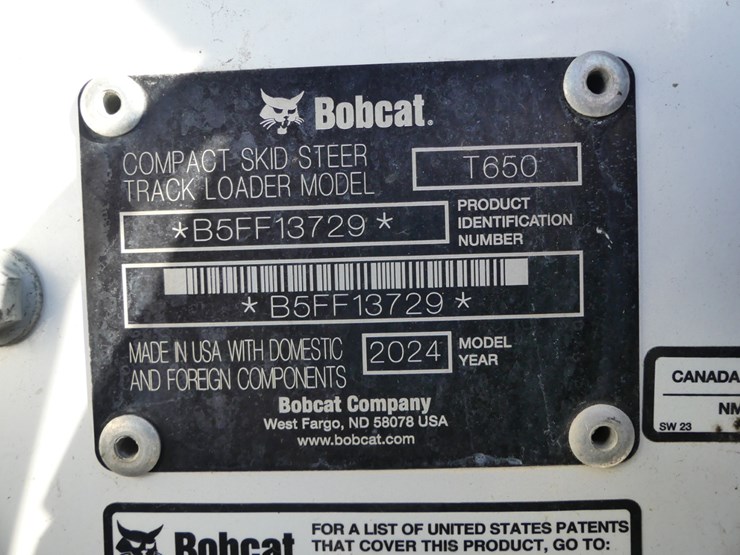 Bobcat.
COMPACT SKID STEER
TRACK LOADER MODEL
T650
*B5FF13729*
PRODUCT
IDENTIFICATION
NUMBER
*B5FF13729*
MADE IN USA WITH DOMESTIC
AND FOREIGN COMPONENTS
2024
MODEL
YEAR
Bobcat Company
West Fargo, ND 58078 USA
www.bobcat.com
CANADA
NM
SW 23
Bobcat
FOR A LIST OF UNITED STATES PATENTS
THAT COVER THIS PRODUCT, GO TO: